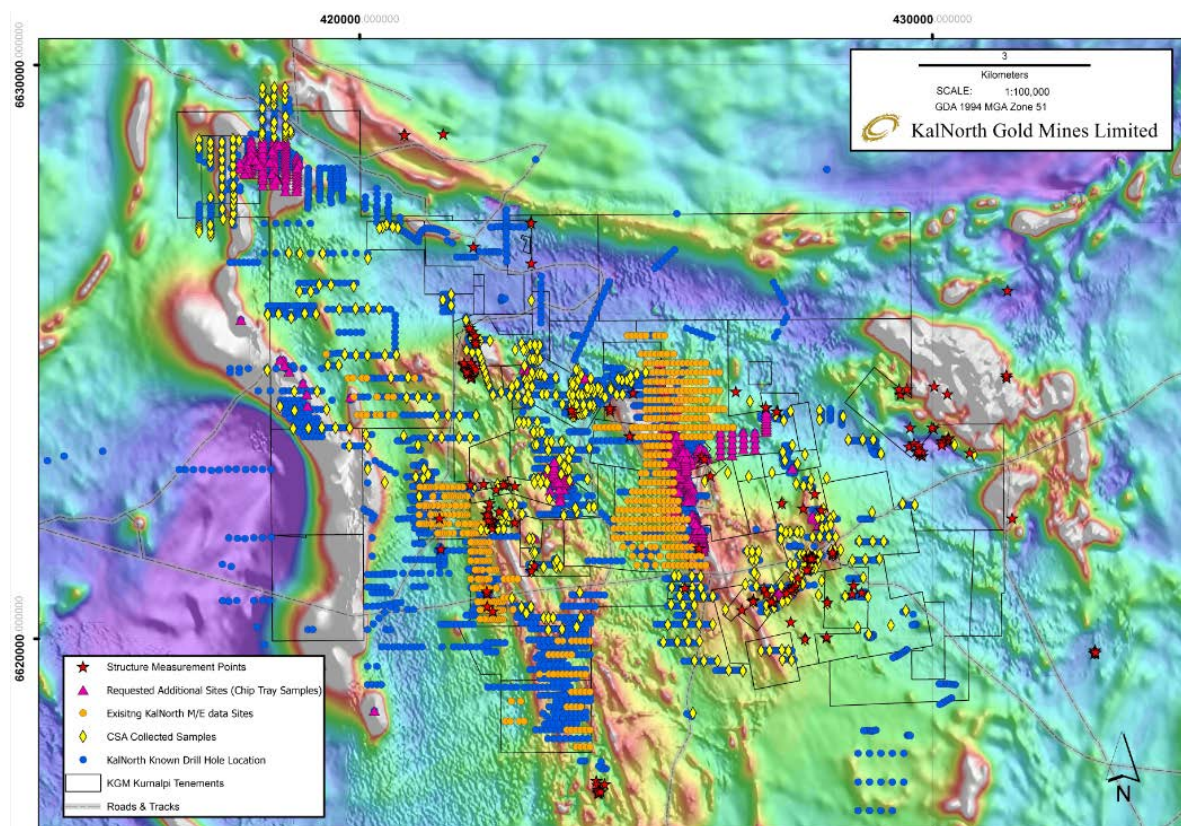 420000.000000
430000.000000
6630000.000000
3
Kilometers
SCALE: 1:100,000
GDA 1994 MGA Zone 51
KalNorth Gold Mines Limited
6620000.000000
Structure Measurement Points
Requested Additional Sites (Chip Tray Samples)
Exisitng KalNorth M/E data Sites
CSA Collected Samples
KalNorth Known Drill Hole Location
KGM Kurnalpi Tenements
Roads & Tracks
N